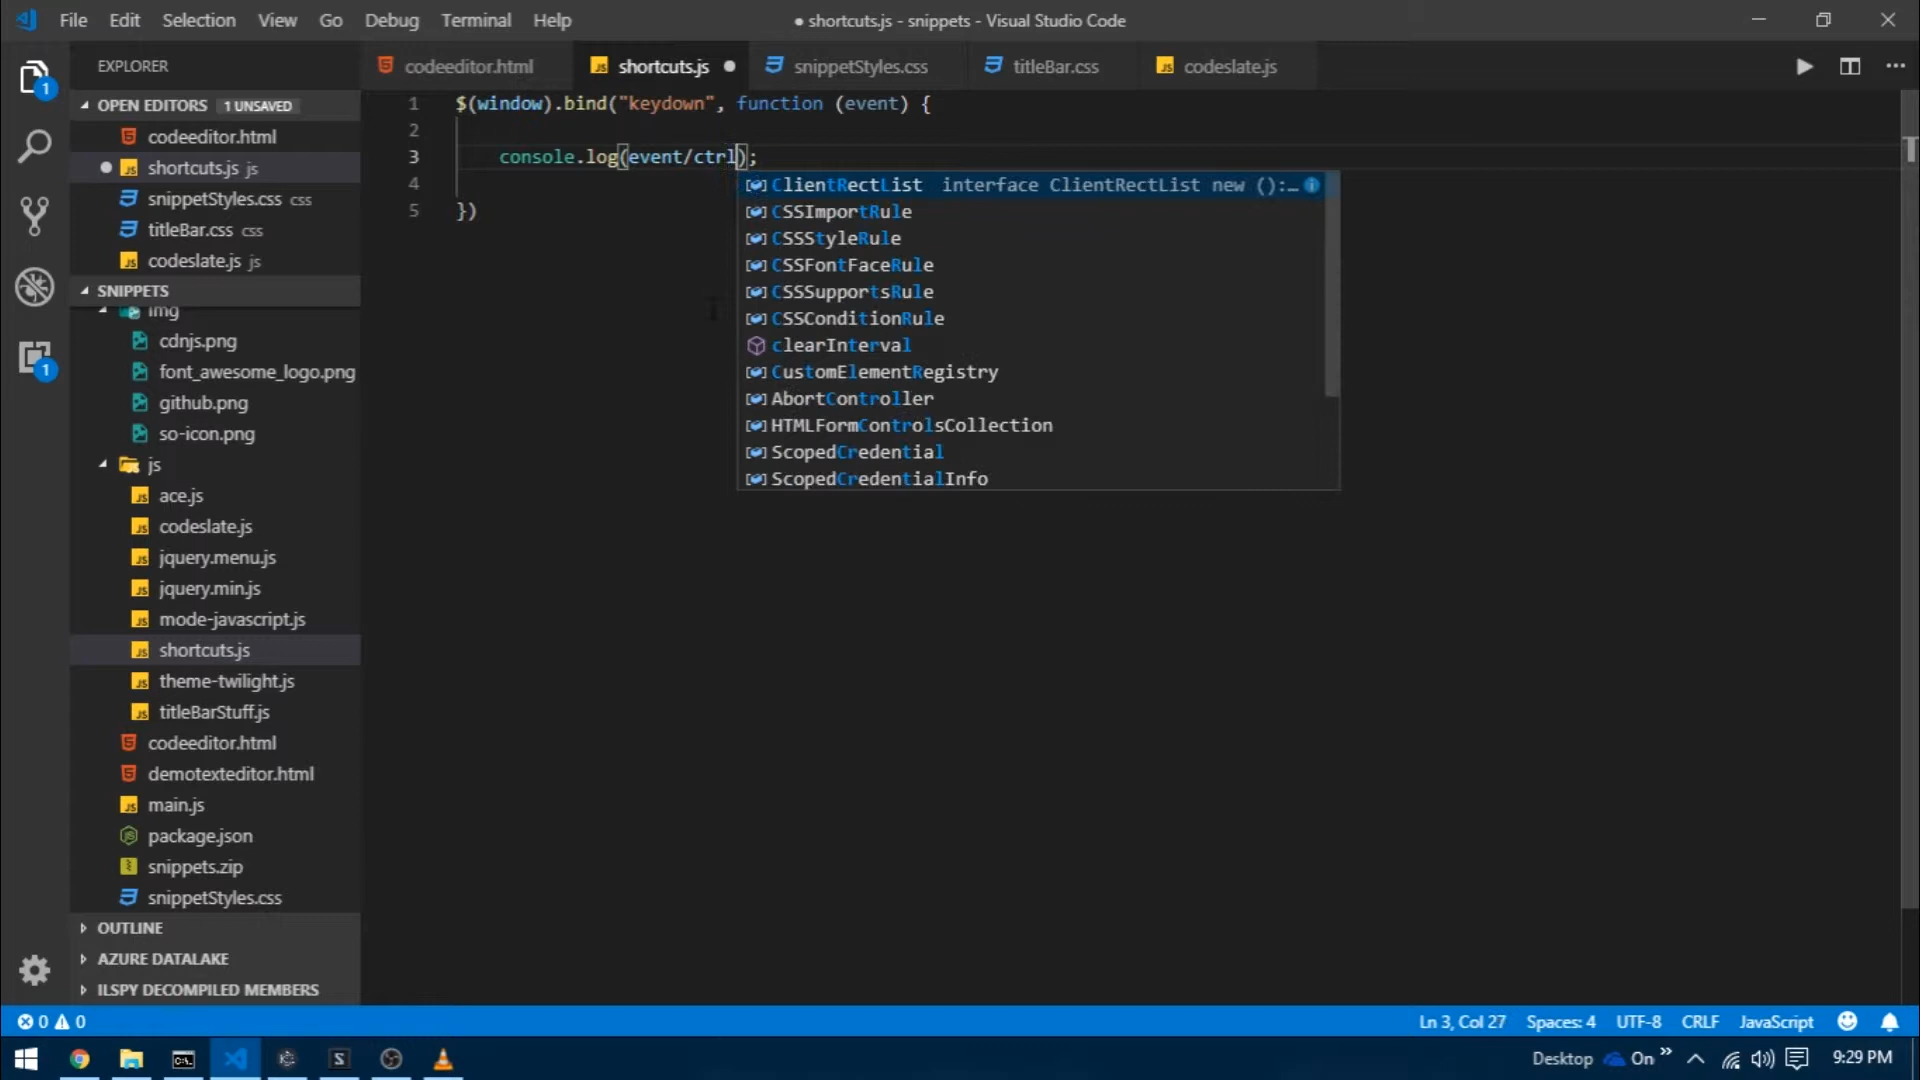 File Edit Selection View Go Debug Terminal Help
● shortcuts.js - snippets - Visual Studio Code
EXPLORER
codeeditor.html
shortcuts.js ●
snippetStyles.css
titleBar.css
codeslate.js
OPEN EDITORS 1 UNSAVED
codeeditor.html
● shortcuts.js js
snippetStyles.css css
titleBar.css css
codeslate.js js
SNIPPETS
img
cdnjs.png
font_awesome_logo.png
github.png
so-icon.png
js
ace.js
codeslate.js
jquery.menu.js
jquery.min.js
mode-javascript.js
shortcuts.js
theme-twilight.js
titleBarStuff.js
codeeditor.html
demotexteditor.html
main.js
package.json
snippets.zip
snippetStyles.css
OUTLINE
AZURE DATALAKE
ILSPY DECOMPILED MEMBERS
1 $(window).bind("keydown", function (event) {
2
3 console.log(event/ctrl);
4
5 })
ClientRectList interface ClientRectList new ():…
CSSImportRule
CSSStyleRule
CSSFontFaceRule
CSSSupportsRule
CSSConditionRule
clearInterval
CustomElementRegistry
AbortController
HTMLFormControlsCollection
ScopedCredential
ScopedCredentialInfo
1
1
0 0
Ln 3, Col 27 Spaces: 4 UTF-8 CRLF JavaScript
Desktop On » 9:29 PM